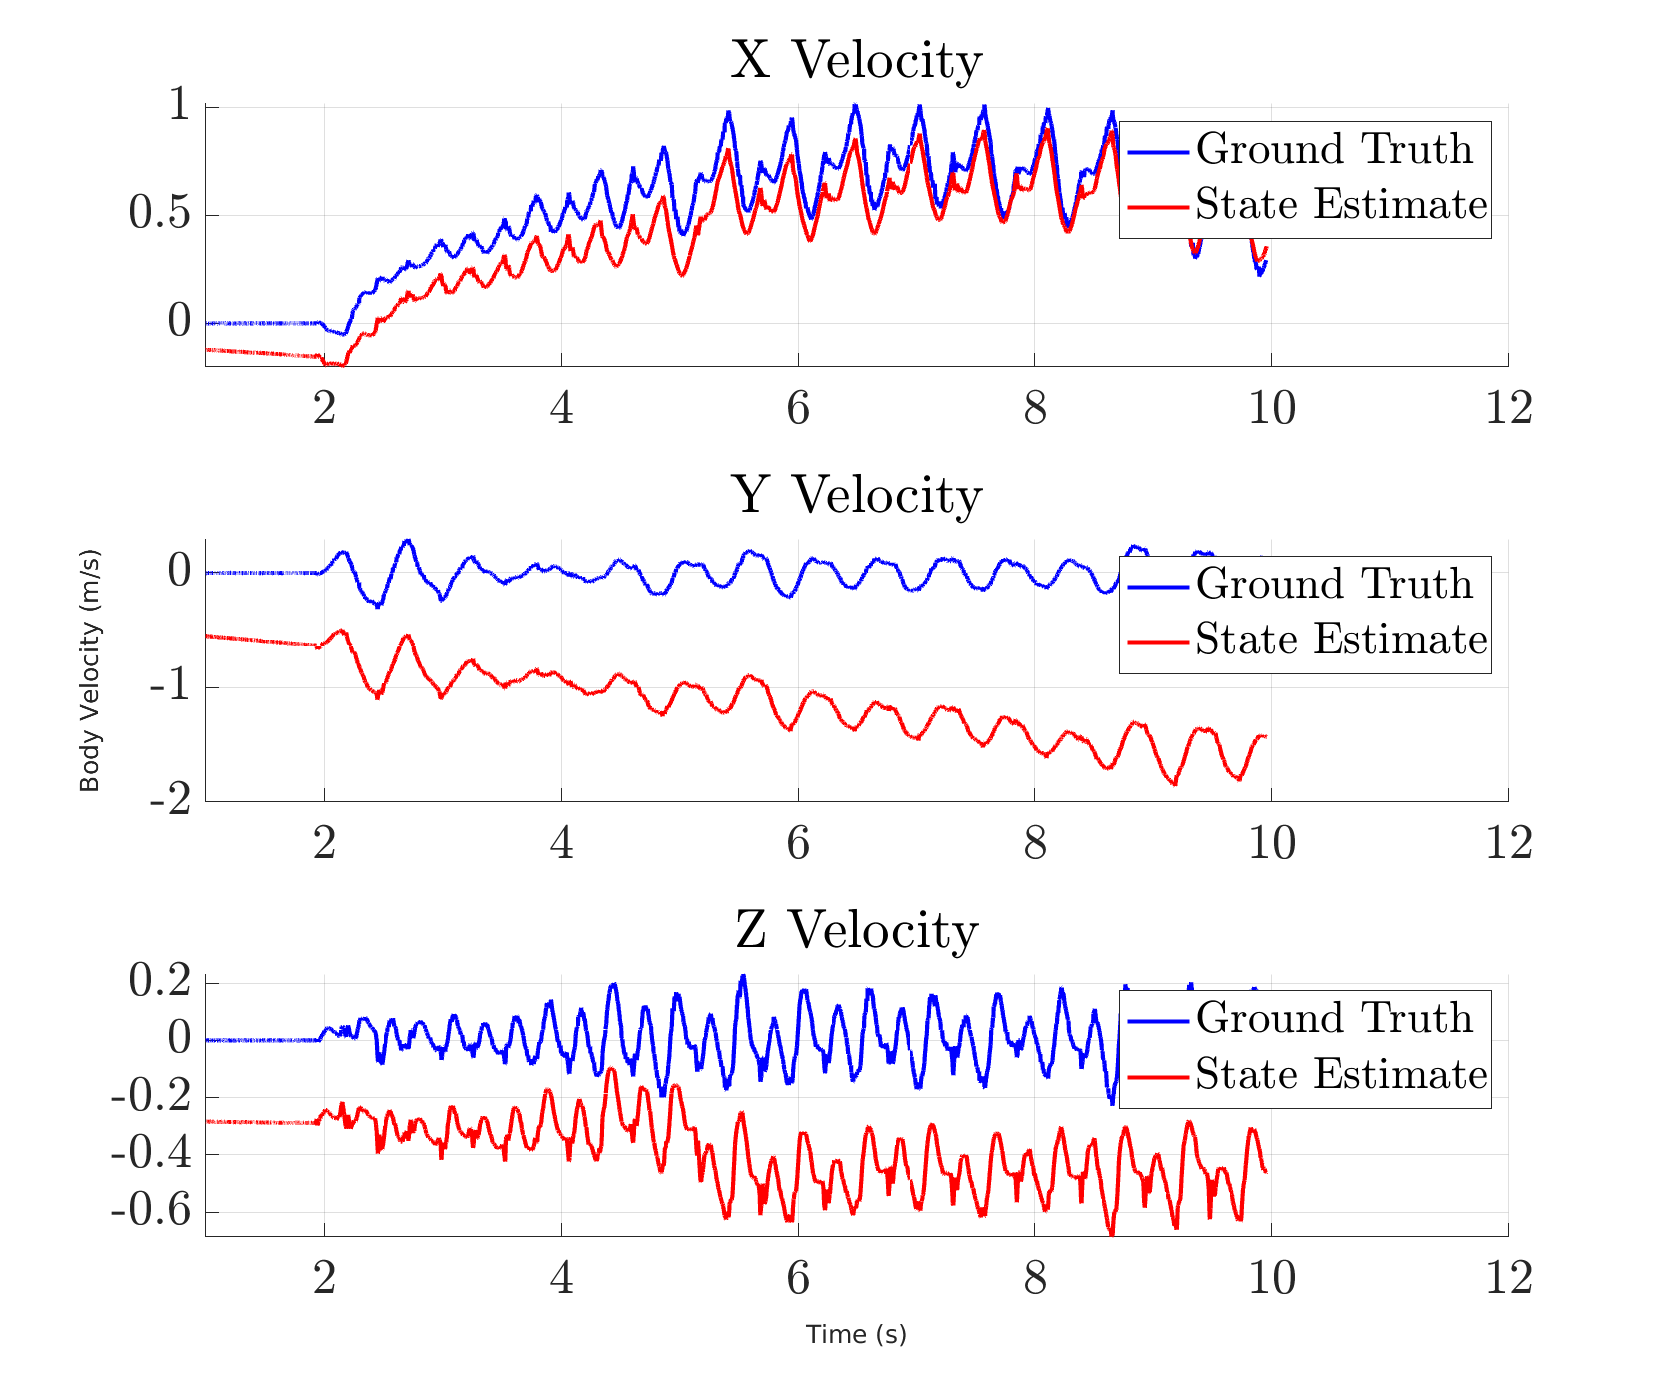 X Velocity
1
0.5
0
Ground Truth
State Estimate
2 4 6 8 10 12
Y Velocity
Body Velocity (m/s)
0
-1
-2
Ground Truth
State Estimate
2 4 6 8 10 12
Z Velocity
0.2
0
-0.2
-0.4
-0.6
Ground Truth
State Estimate
2 4 6 8 10 12
Time (s)